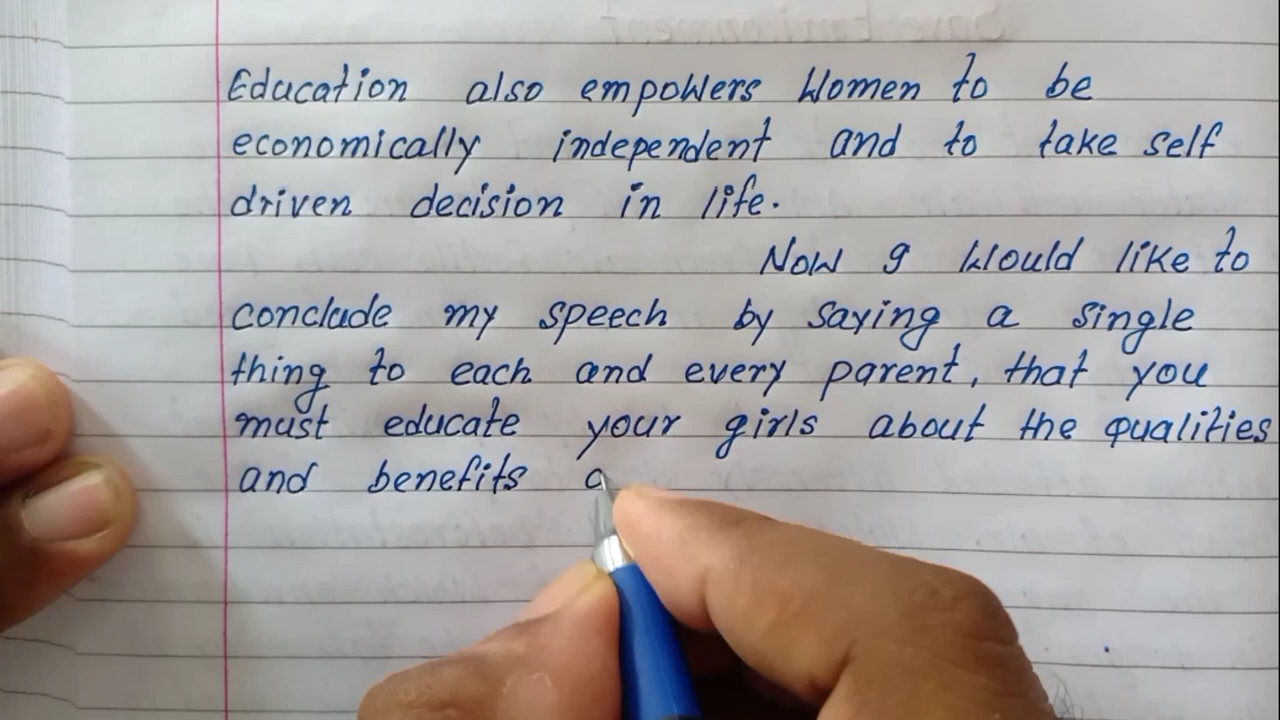 Education also empowers Women to be
economically independent and to take self
driven decision in life.
Now I would like to
conclude my speech by saying a single
thing to each and every parent, that you
must educate your girls about the qualities
and benefits